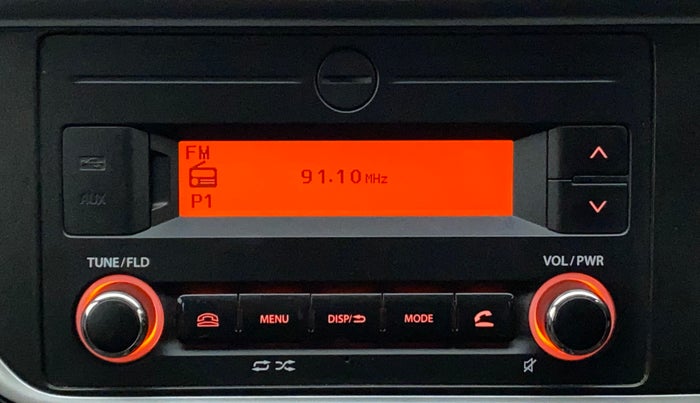 FM
91.10 MHz
P1
AUX
TUNE/FLD
VOL/PWR
MENU
DISP/
MODE